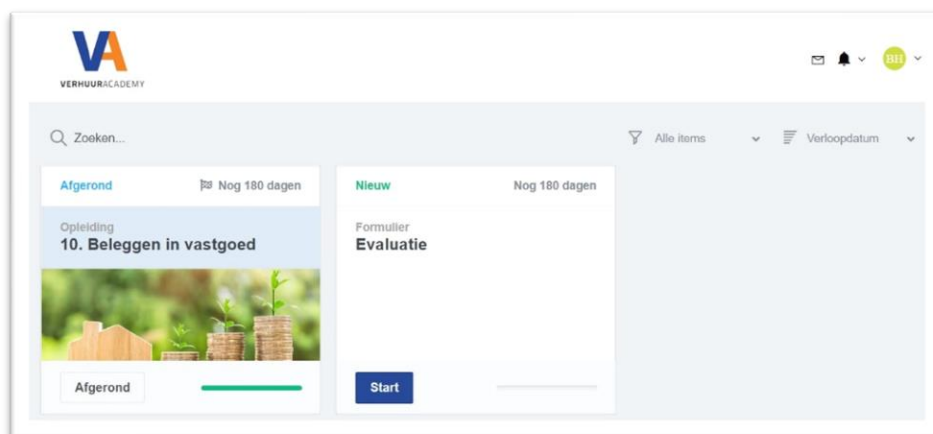 VA
VERHUURACADEMY
BH
Zoeken...
Alle items
Verloopdatum
Afgerond
Nog 180 dagen
Opleiding
10. Beleggen in vastgoed
Afgerond
Nieuw
Nog 180 dagen
Formulier
Evaluatie
Start